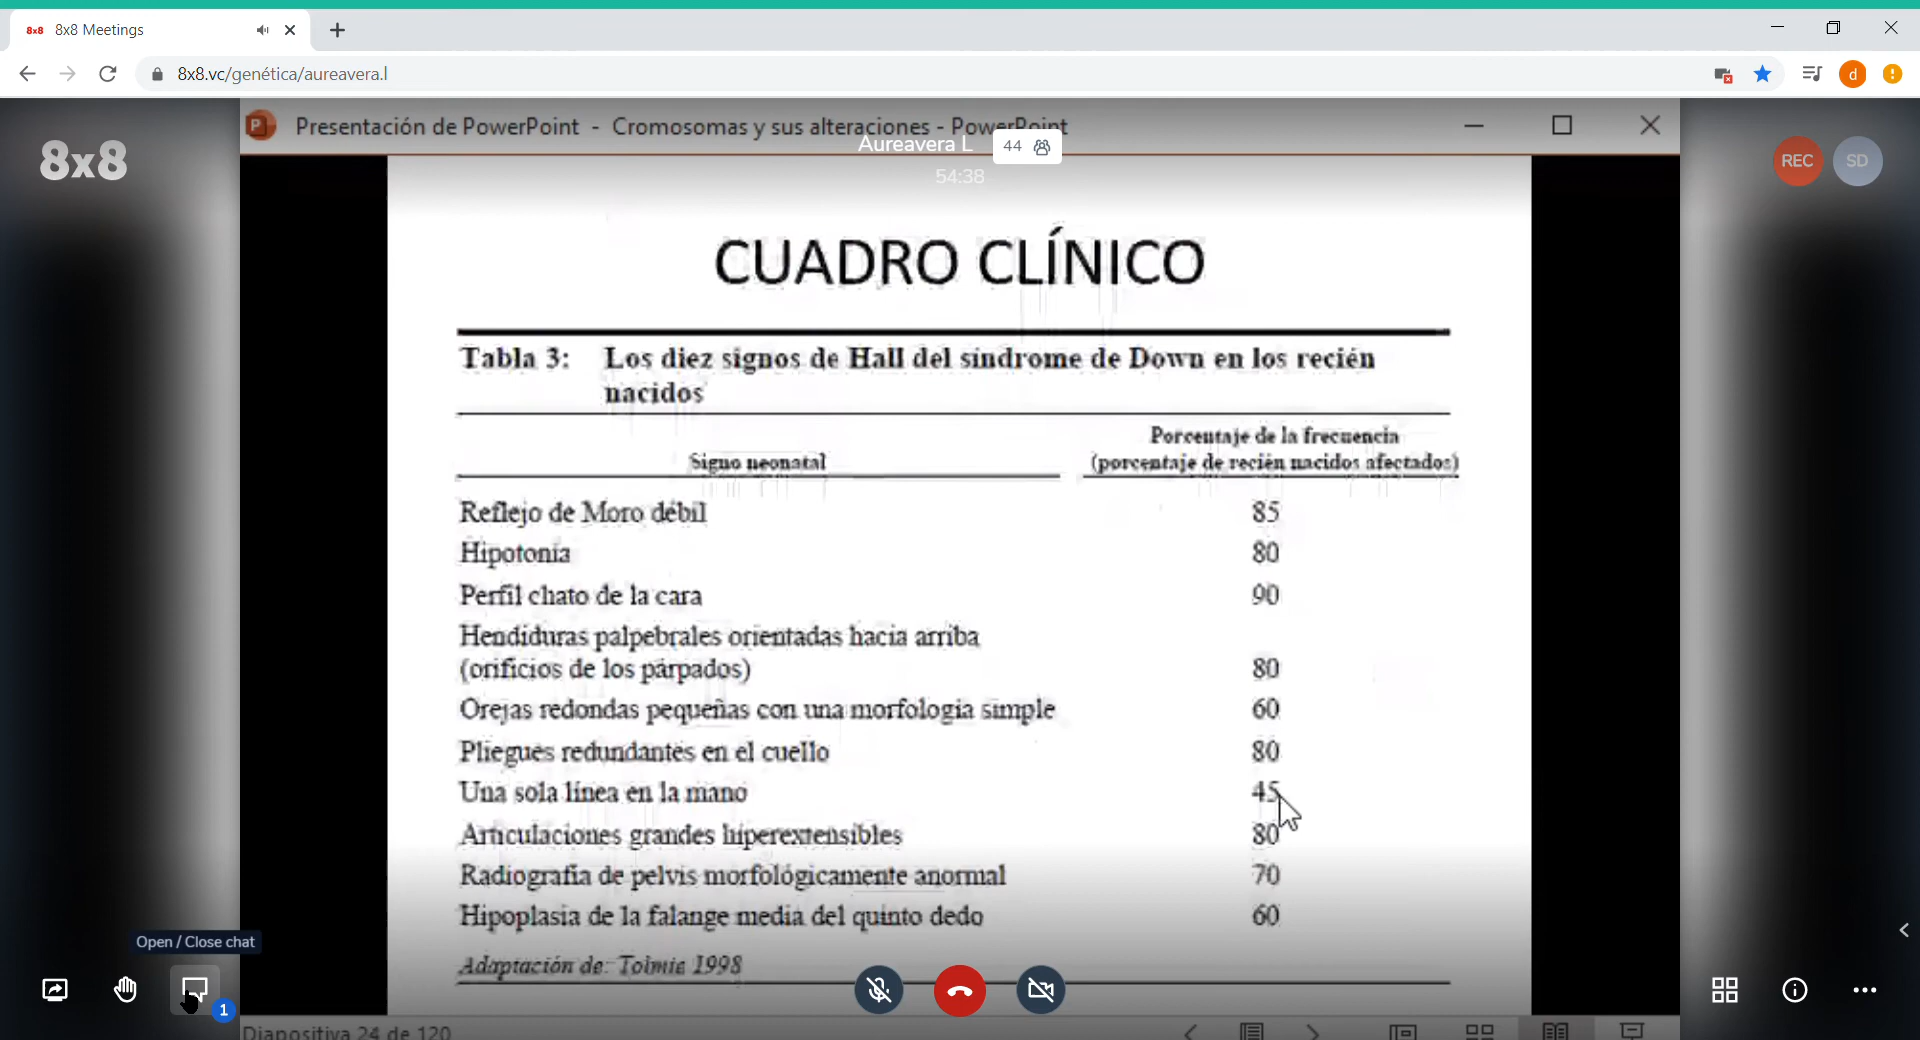 8x8 8x8 Meetings
8x8.vc/genética/aureavera.l
d
Presentación de PowerPoint - Cromosomas y sus alteraciones - PowerPoint
8x8
Aureavera L 44
REC SD
54:38
CUADRO CLÍNICO
Tabla 3: Los diez signos de Hall del síndrome de Down en los recién
nacidos
Porcentaje de la frecuencia
Signo neonatal (porcentaje de recién nacidos afectados)
Reflejo de Moro débil 85
Hipotonía 80
Perfil chato de la cara 90
Hendiduras palpebrales orientadas hacia arriba
(orificios de los párpados) 80
Orejas redondas pequeñas con una morfología simple 60
Pliegues redundantes en el cuello 80
Una sola línea en la mano 45
Articulaciones grandes hiperextensibles 80
Radiografía de pelvis morfológicamente anormal 70
Hipoplasia de la falange media del quinto dedo 60
Open / Close chat
Adaptación de: Tolmie 1998
1
Diapositiva 24 de 120